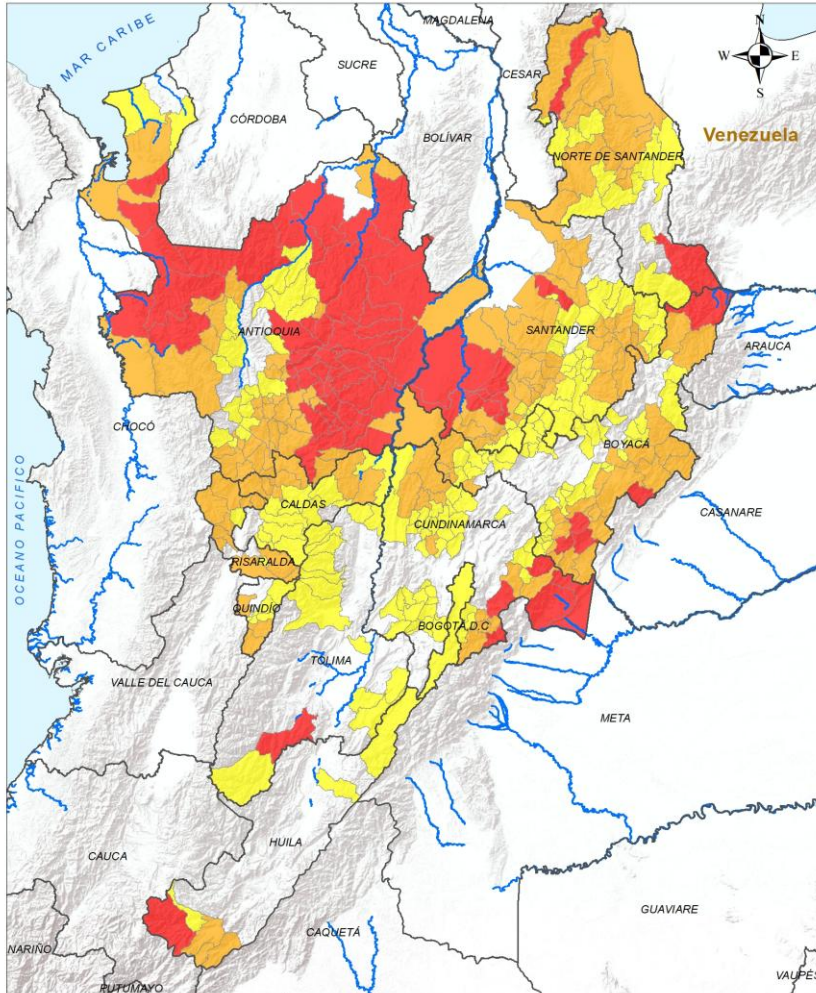 MAR CARIBE
MAGDALENA
SUCRE
CESAR
N
W E
S
CÓRDOBA
BOLÍVAR
Venezuela
NORTE DE SANTANDER
ANTIOQUIA
SANTANDER
ARAUCA
CHOCÓ
BOYACÁ
OCEANO PACIFICO
CALDAS
CUNDINAMARCA
CASANARE
RISARALDA
QUINDÍO
BOGOTÁ D.C
TOLIMA
VALLE DEL CAUCA
META
HUILA
CAUCA
GUAVIARE
CAQUETÁ
NARIÑO
PUTUMAYO
VAUPÉS